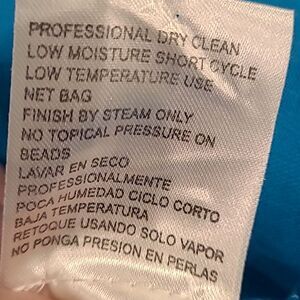 PROFESSIONAL DRY CLEAN
LOW MOISTURE SHORT CYCLE
LOW TEMPERATURE USE
NET BAG
FINISH BY STEAM ONLY
NO TOPICAL PRESSURE ON
BEADS
LAVAR EN SECO
PROFESSIONALMENTE
POCA HUMEDAD CICLO CORTO
BAJA TEMPERATURA
RETOQUE USANDO SOLO VAPOR
NO PONGA PRESION EN PERLAS